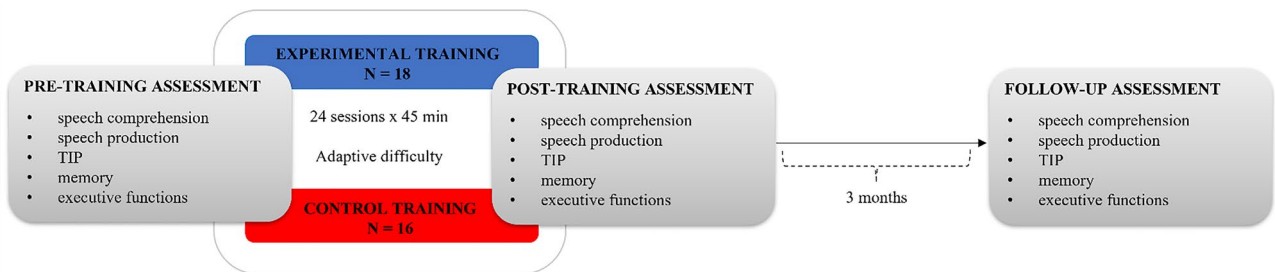 PRE-TRAINING ASSESSMENT
• speech comprehension
• speech production
• TIP
• memory
• executive functions
EXPERIMENTAL TRAINING
N = 18
24 sessions x 45 min
Adaptive difficulty
CONTROL TRAINING
N = 16
POST-TRAINING ASSESSMENT
• speech comprehension
• speech production
• TIP
• memory
• executive functions
3 months
FOLLOW-UP ASSESSMENT
• speech comprehension
• speech production
• TIP
• memory
• executive functions